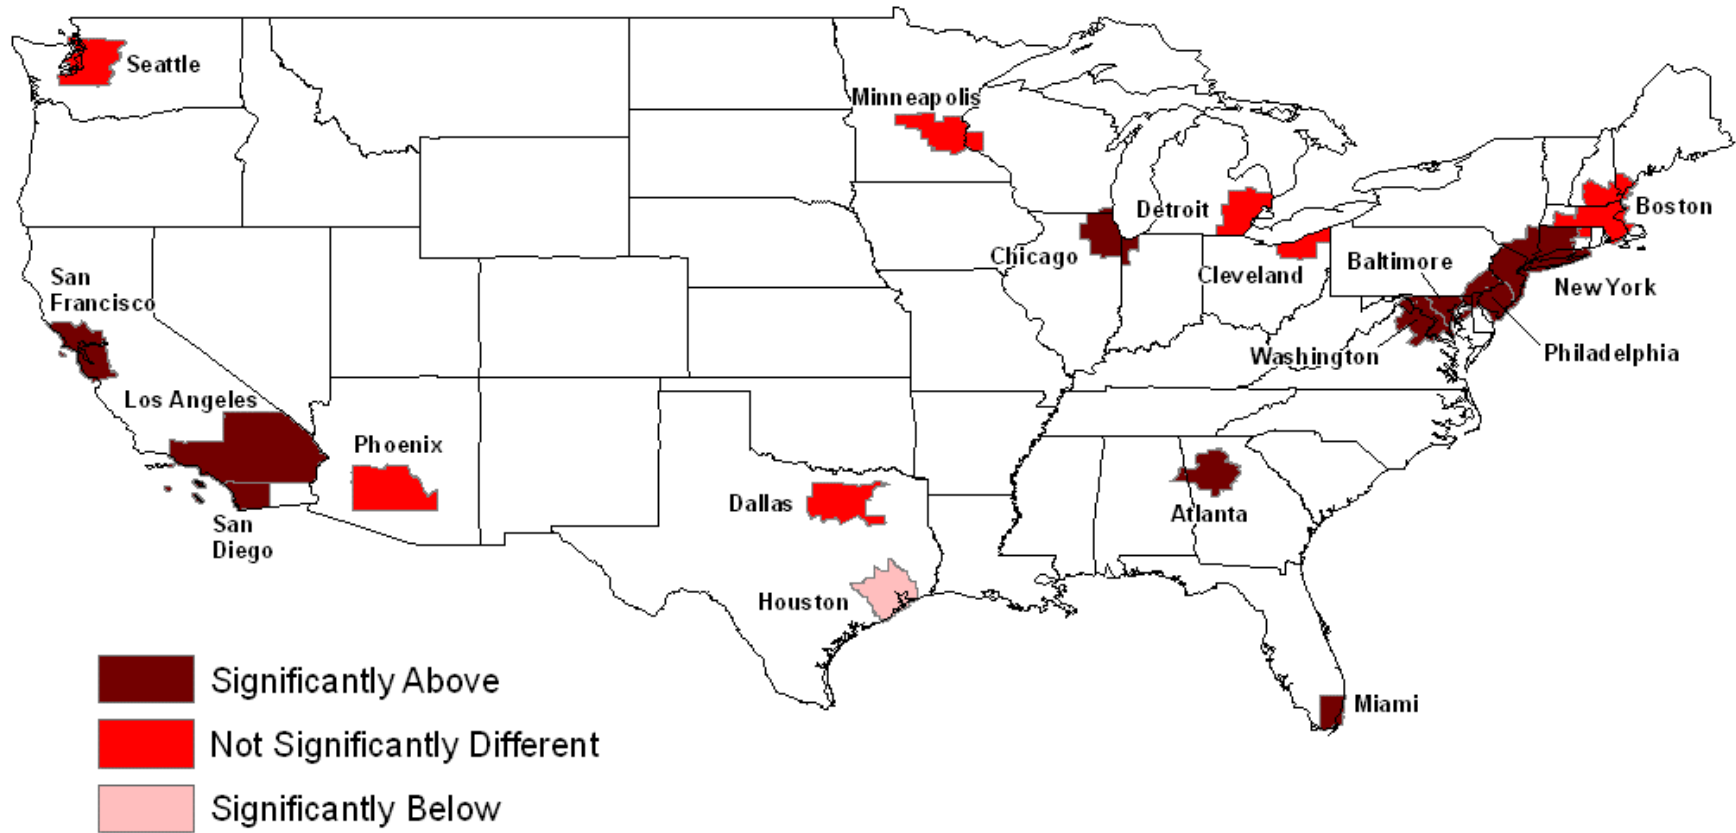 Seattle
Minneapolis
Detroit
Boston
Chicago
Cleveland
Baltimore
New York
San
Francisco
Washington
Philadelphia
Los Angeles
Phoenix
Dallas
Atlanta
San
Diego
Houston
Miami
Significantly Above
Not Significantly Different
Significantly Below